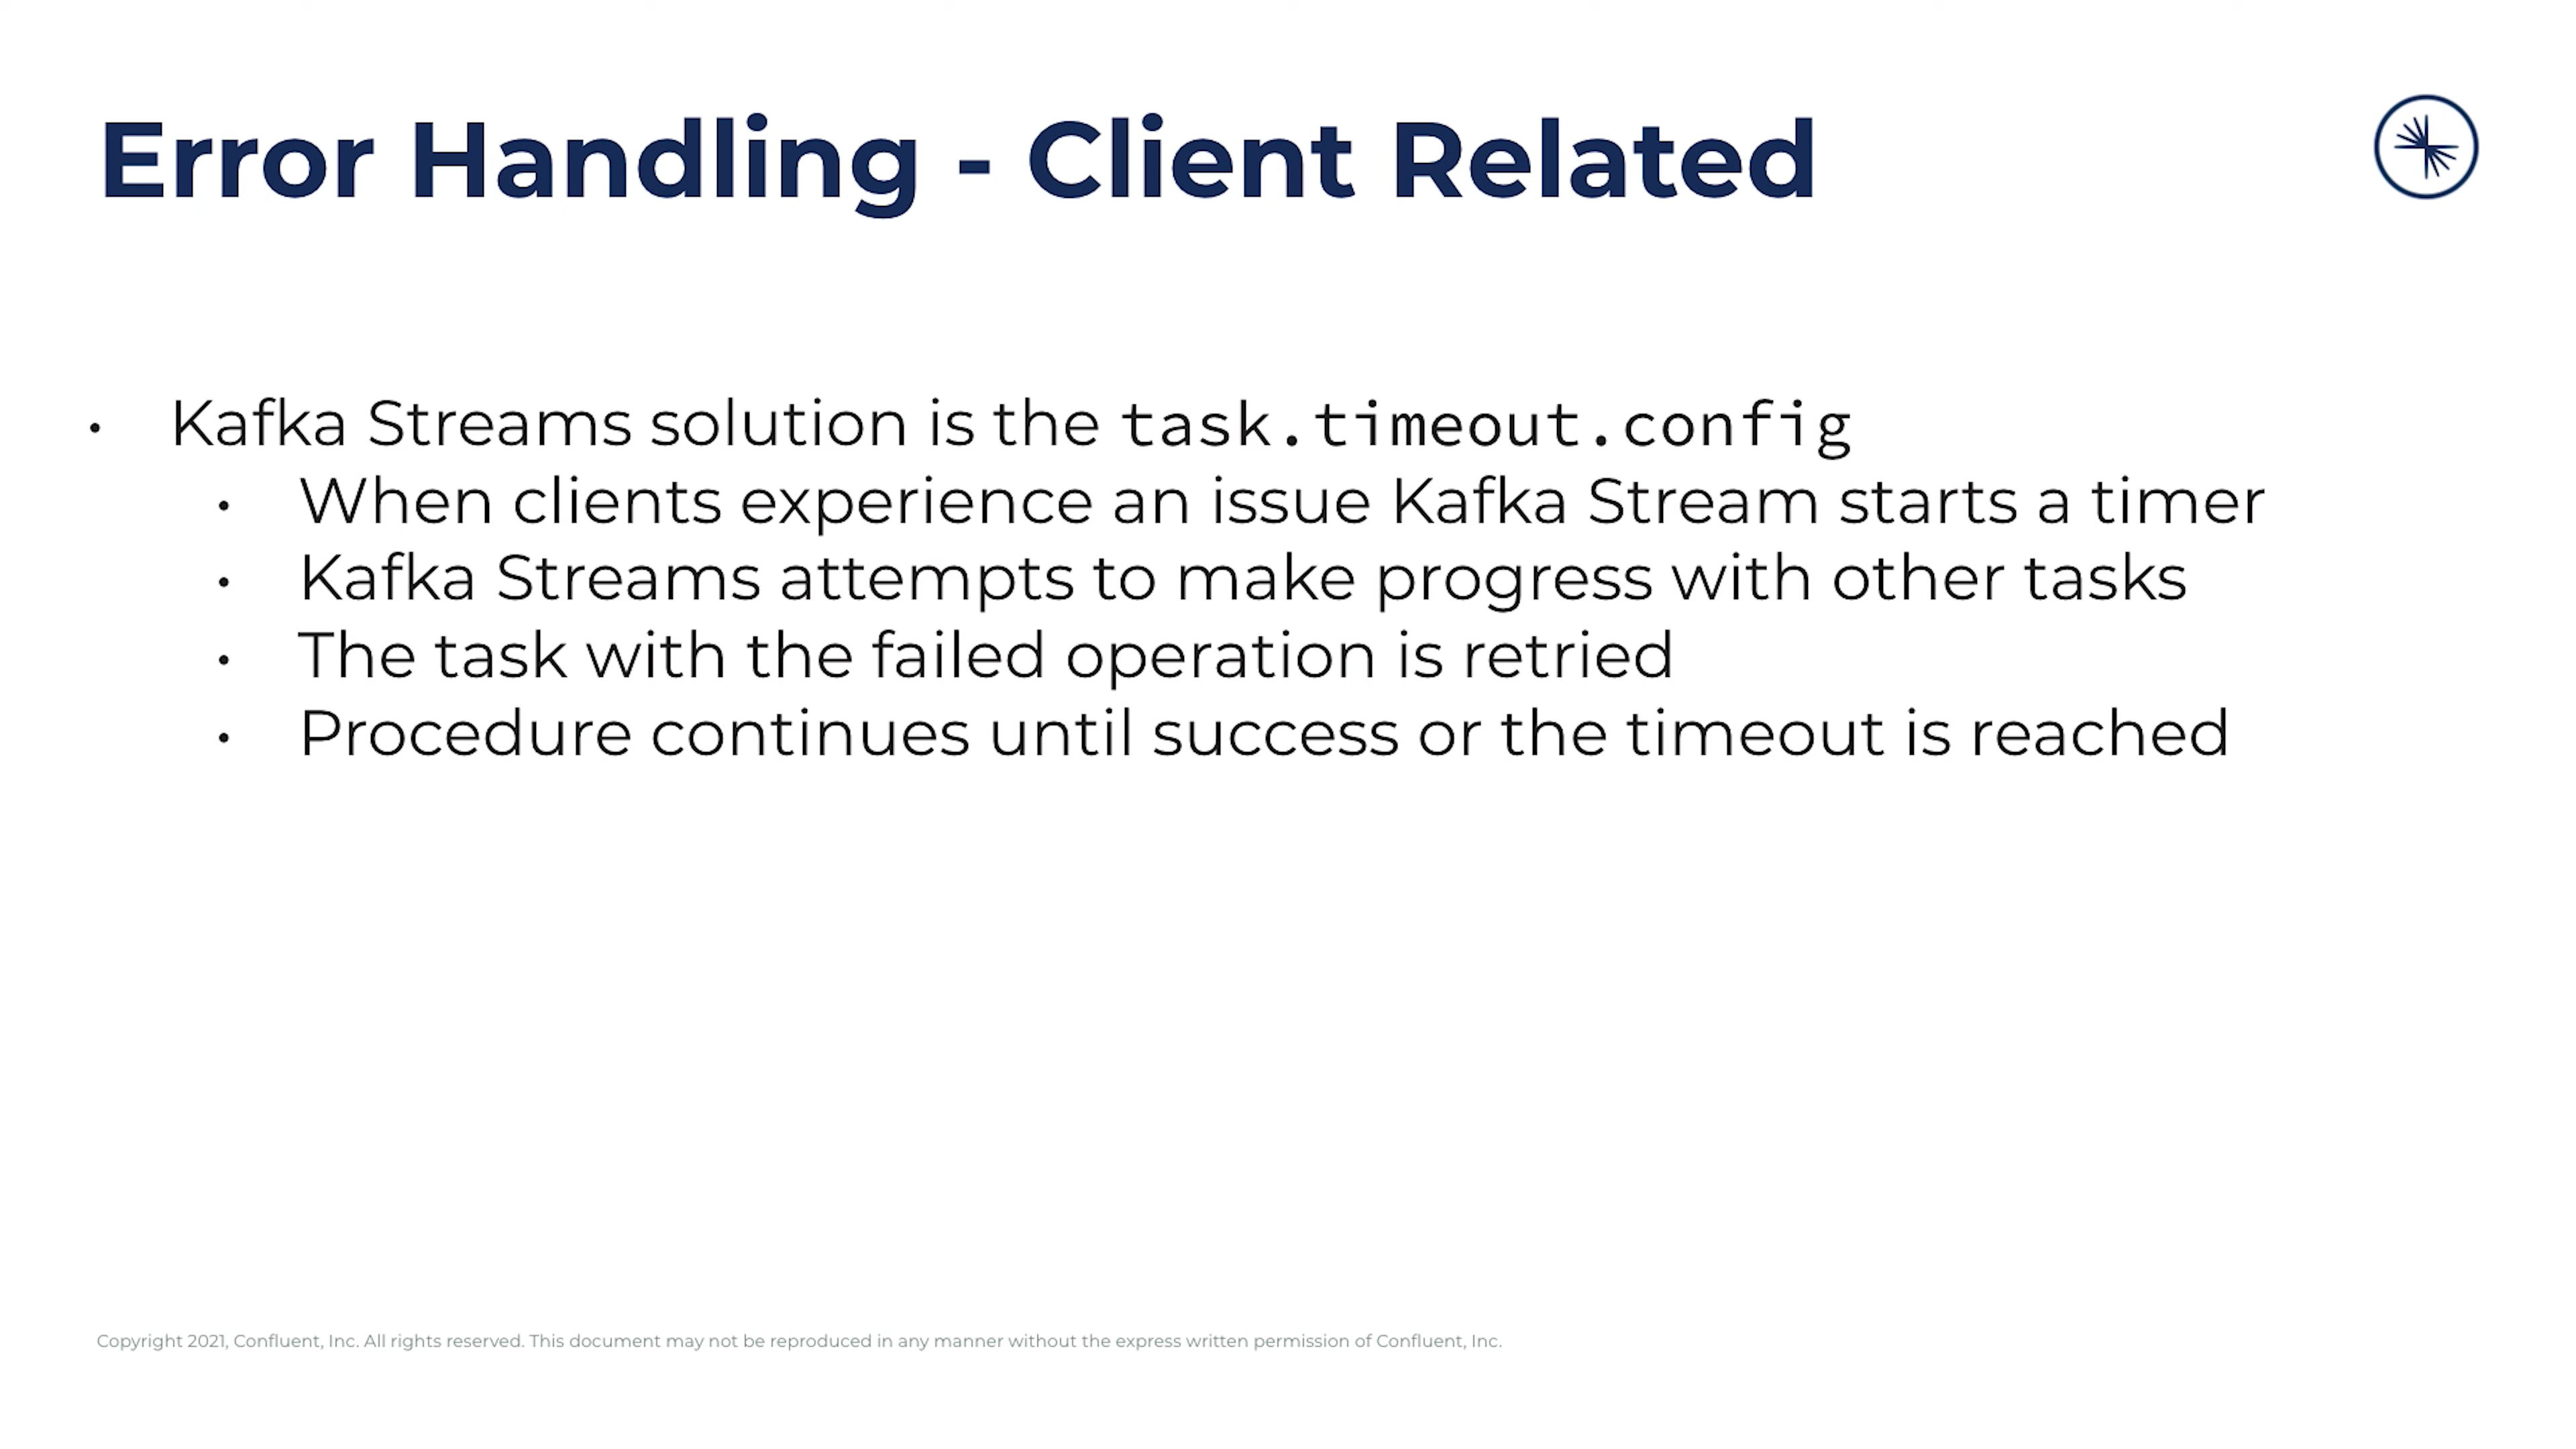 Error Handling - Client Related
• Kafka Streams solution is the task.timeout.config
• When clients experience an issue Kafka Stream starts a timer
• Kafka Streams attempts to make progress with other tasks
• The task with the failed operation is retried
• Procedure continues until success or the timeout is reached
Copyright 2021, Confluent, Inc. All rights reserved. This document may not be reproduced in any manner without the express written permission of Confluent, Inc.